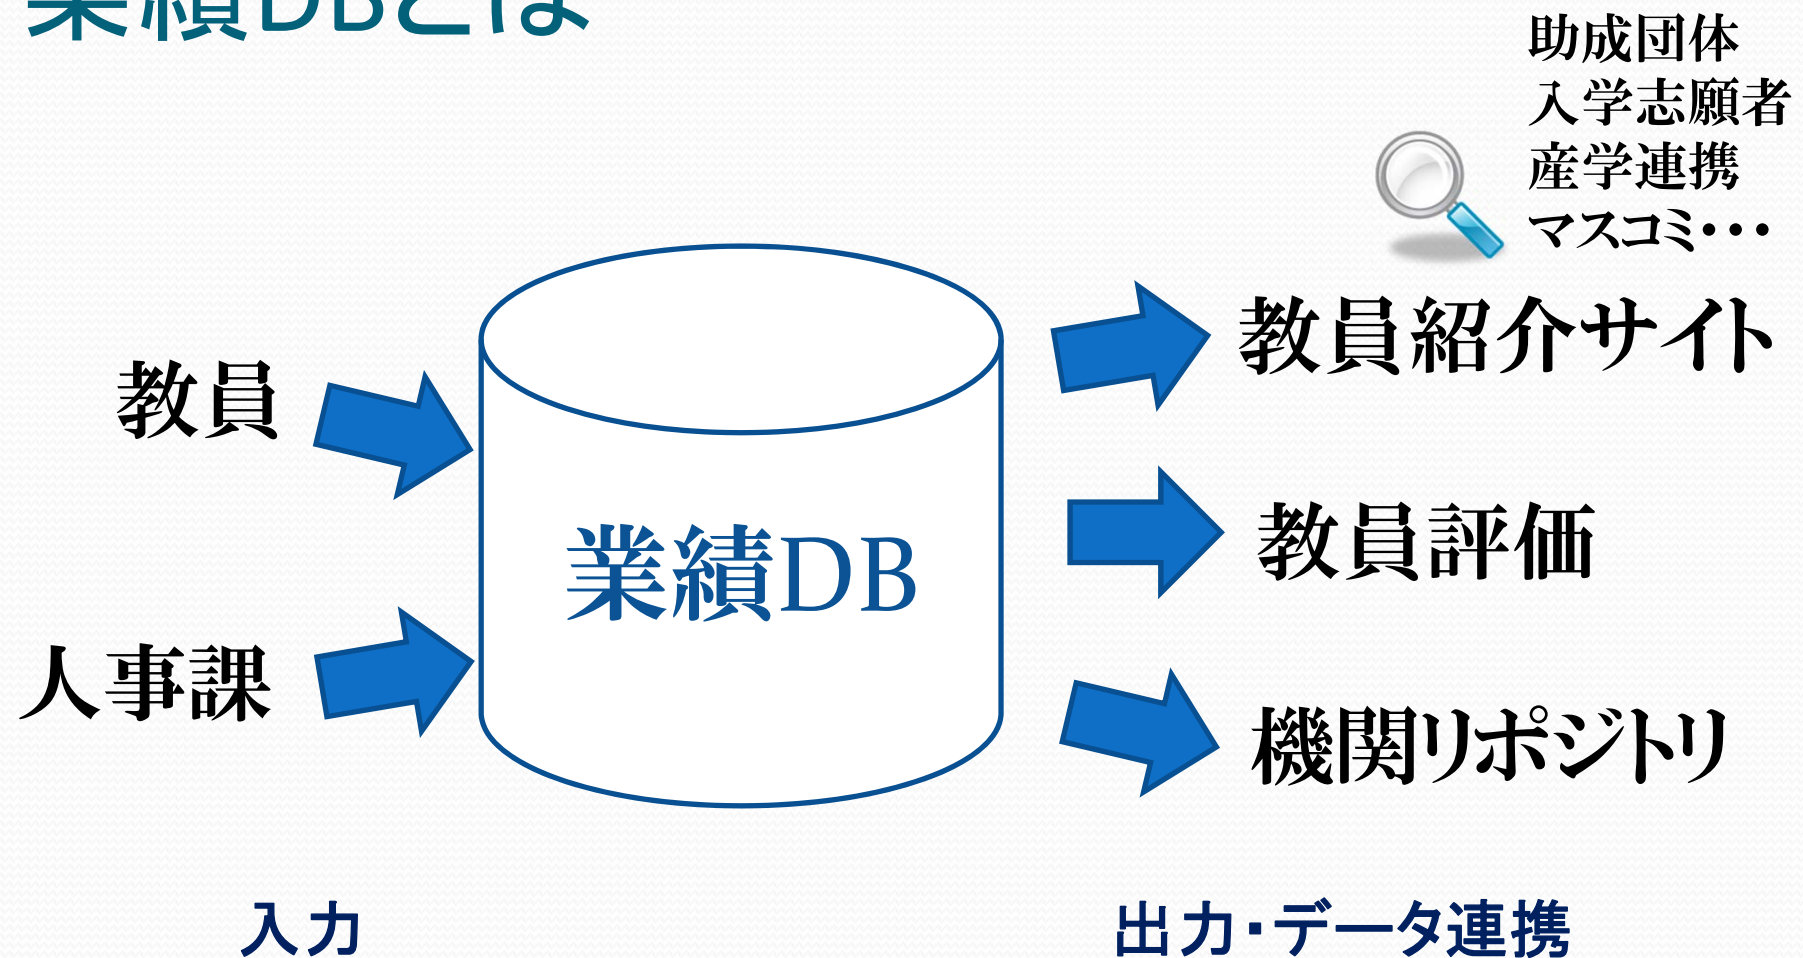 業績DBとは
助成団体
入学志願者
産学連携
マスコミ・・・
教員
人事課
業績DB
教員紹介サイト
教員評価
機関リポジトリ
入力
出力・データ連携